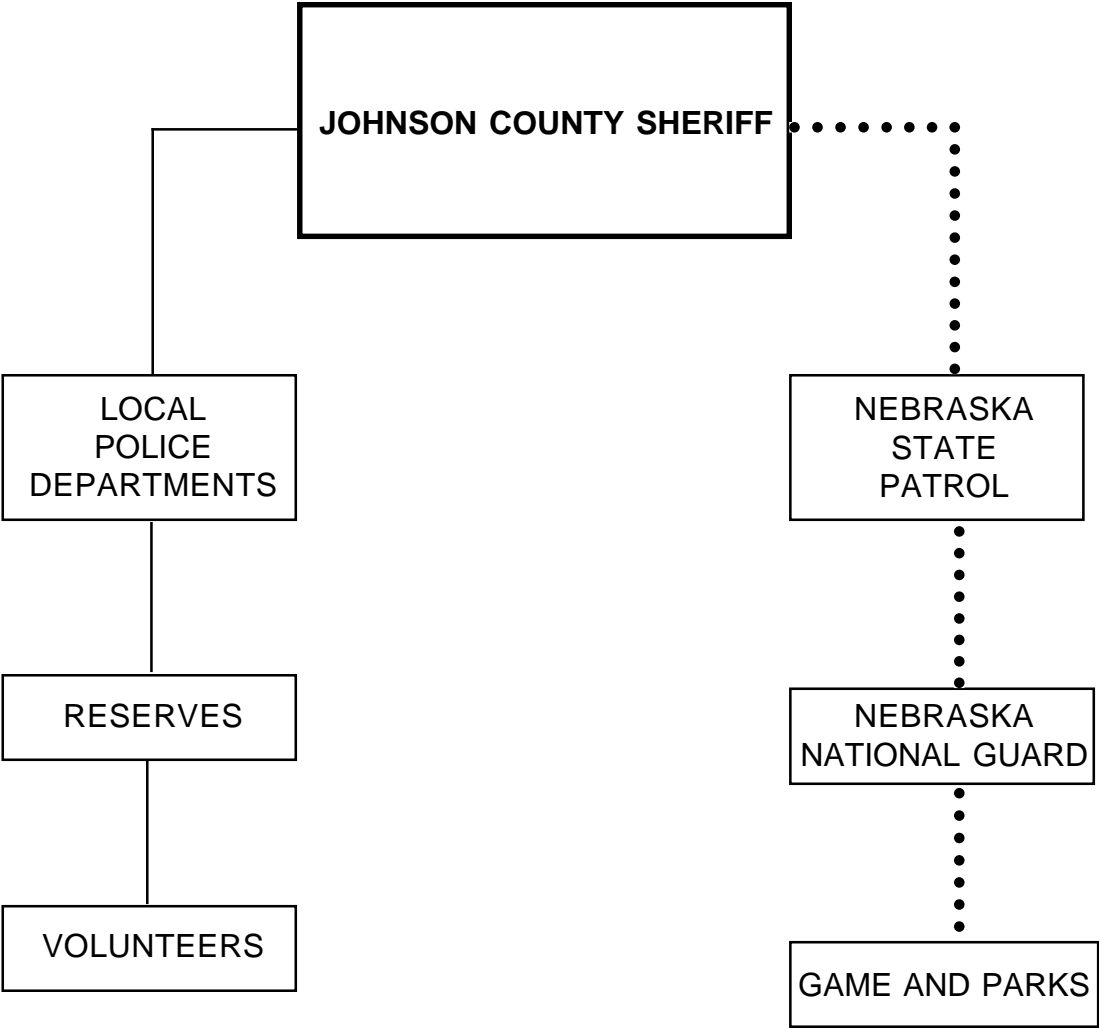 JOHNSON COUNTY SHERIFF
LOCAL
POLICE
DEPARTMENTS
NEBRASKA
STATE
PATROL
RESERVES
NEBRASKA
NATIONAL GUARD
VOLUNTEERS
GAME AND PARKS